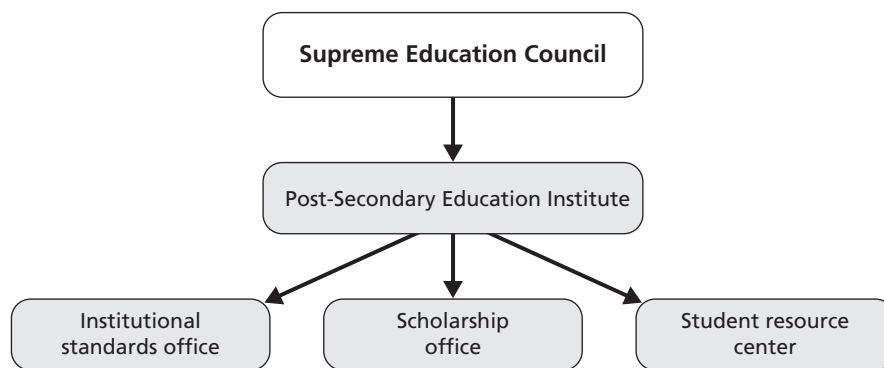 Supreme Education Council
Post-Secondary Education Institute
Institutional
standards office
Scholarship
office
Student resource
center